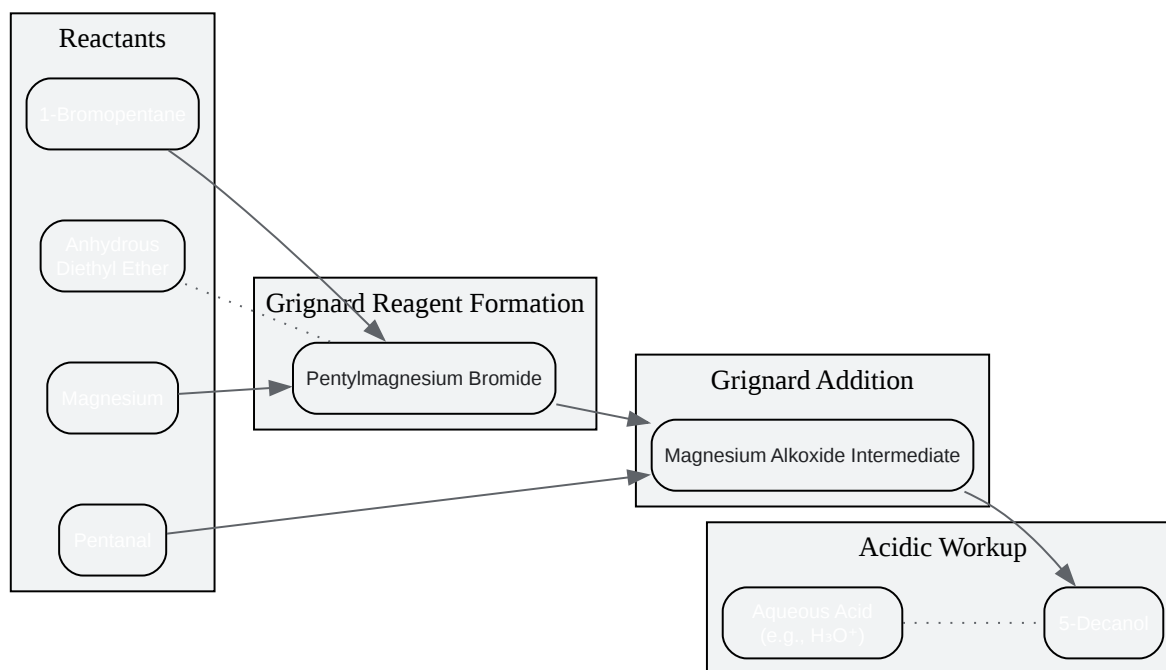 Reactants
1-Bromopentane
Anhydrous
Diethyl Ether
Magnesium
Pentanal
Grignard Reagent Formation
Pentylmagnesium Bromide
Grignard Addition
Magnesium Alkoxide Intermediate
Acidic Workup
Aqueous Acid
(e.g., H₃O⁺)
5-Decanol